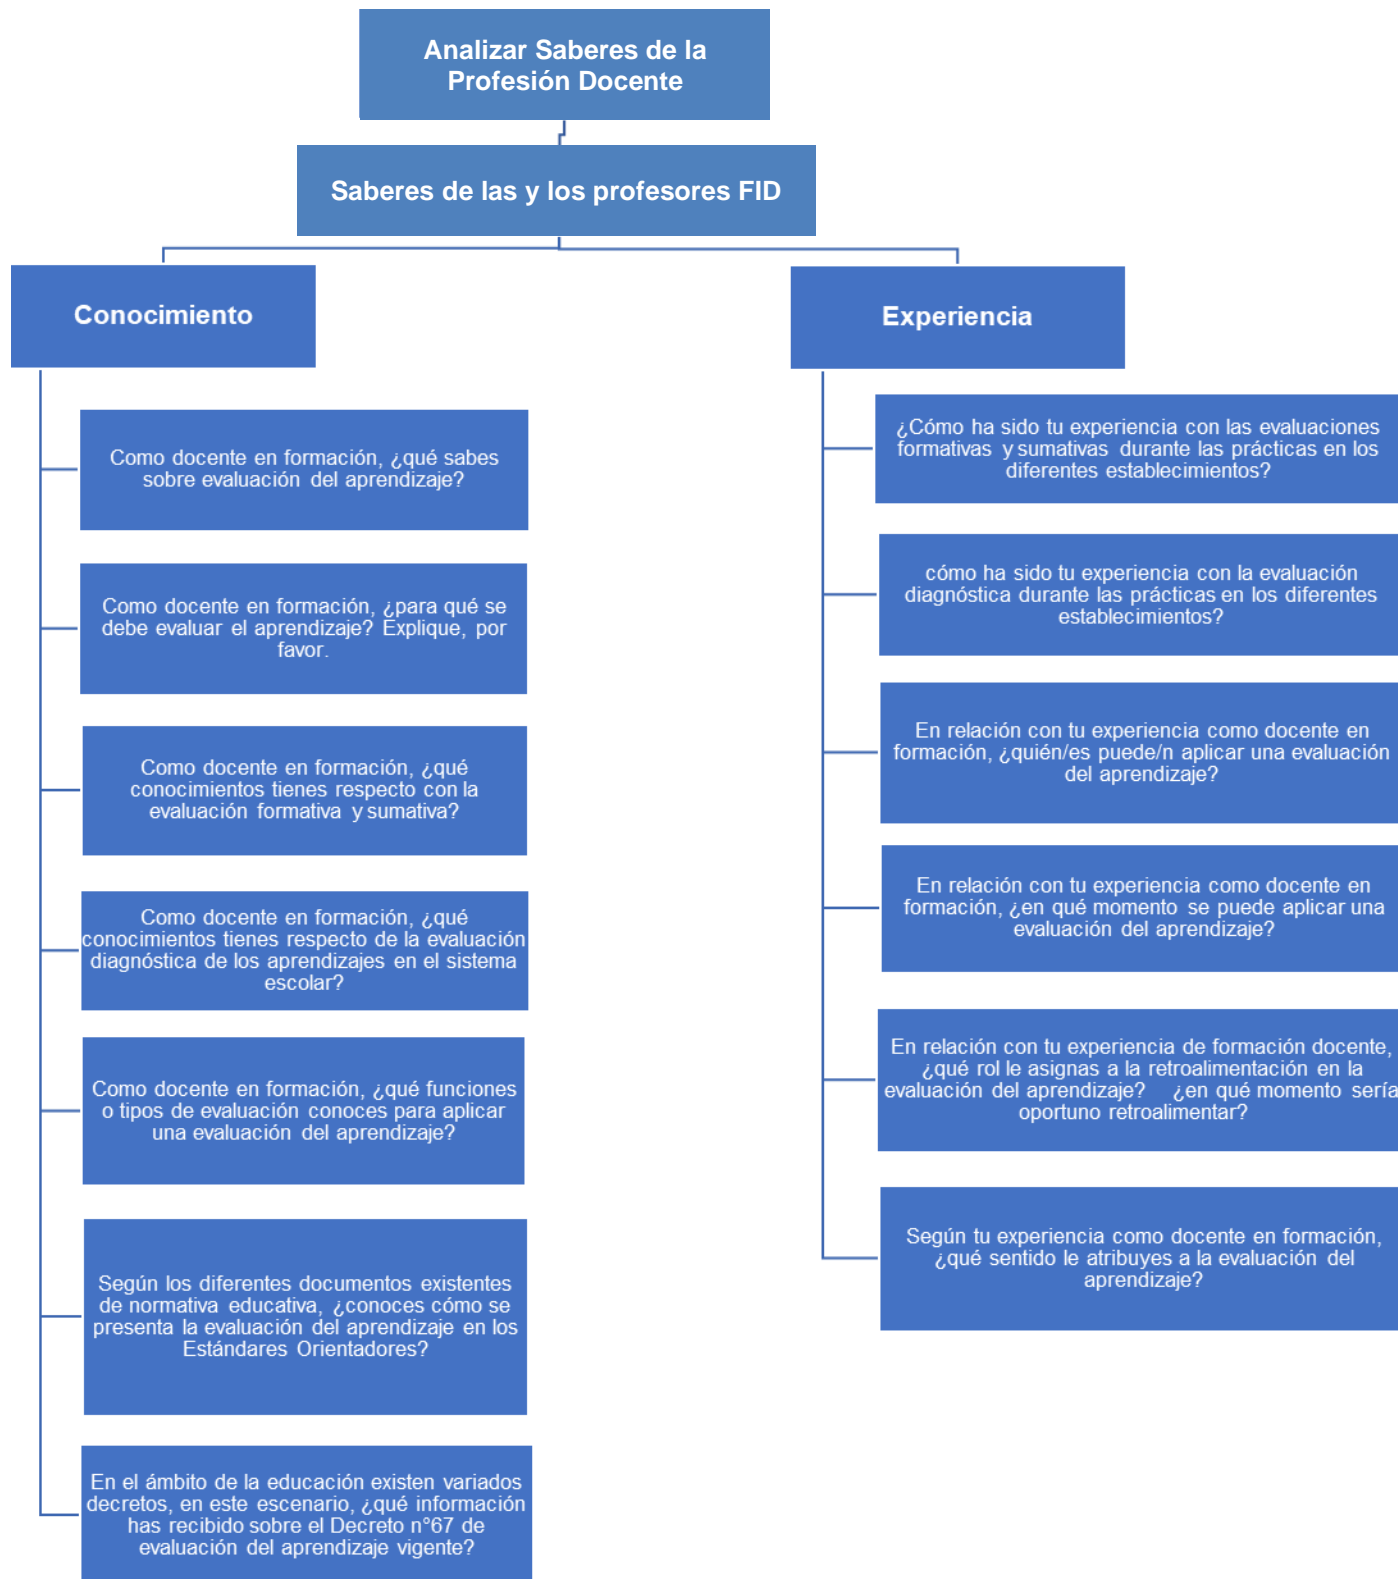 Analizar Saberes de la
Profesión Docente
Saberes de las y los profesores FID
Conocimiento
Como docente en formación, ¿qué sabes
sobre evaluación del aprendizaje?
Como docente en formación, ¿para qué se
debe evaluar el aprendizaje? Explique, por
favor.
Como docente en formación, ¿qué
conocimientos tienes respecto con la
evaluación formativa y sumativa?
Como docente en formación, ¿qué
conocimientos tienes respecto de la evaluación
diagnóstica de los aprendizajes en el sistema
escolar?
Como docente en formación, ¿qué funciones
o tipos de evaluación conoces para aplicar
una evaluación del aprendizaje?
Según los diferentes documentos existentes
de normativa educativa, ¿conoces cómo se
presenta la evaluación del aprendizaje en los
Estándares Orientadores?
En el ámbito de la educación existen variados
decretos, en este escenario, ¿qué información
has recibido sobre el Decreto n°67 de
evaluación del aprendizaje vigente?
Experiencia
¿Cómo ha sido tu experiencia con las evaluaciones
formativas y sumativas durante las prácticas en los
diferentes establecimientos?
cómo ha sido tu experiencia con la evaluación
diagnóstica durante las prácticas en los diferentes
establecimientos?
En relación con tu experiencia como docente en
formación, ¿quién/es puede/n aplicar una evaluación
del aprendizaje?
En relación con tu experiencia como docente en
formación, ¿en qué momento se puede aplicar una
evaluación del aprendizaje?
En relación con tu experiencia de formación docente,
¿qué rol le asignas a la retroalimentación en la
evaluación del aprendizaje? ¿en qué momento sería
oportuno retroalimentar?
Según tu experiencia como docente en formación,
¿qué sentido le atribuyes a la evaluación del
aprendizaje?